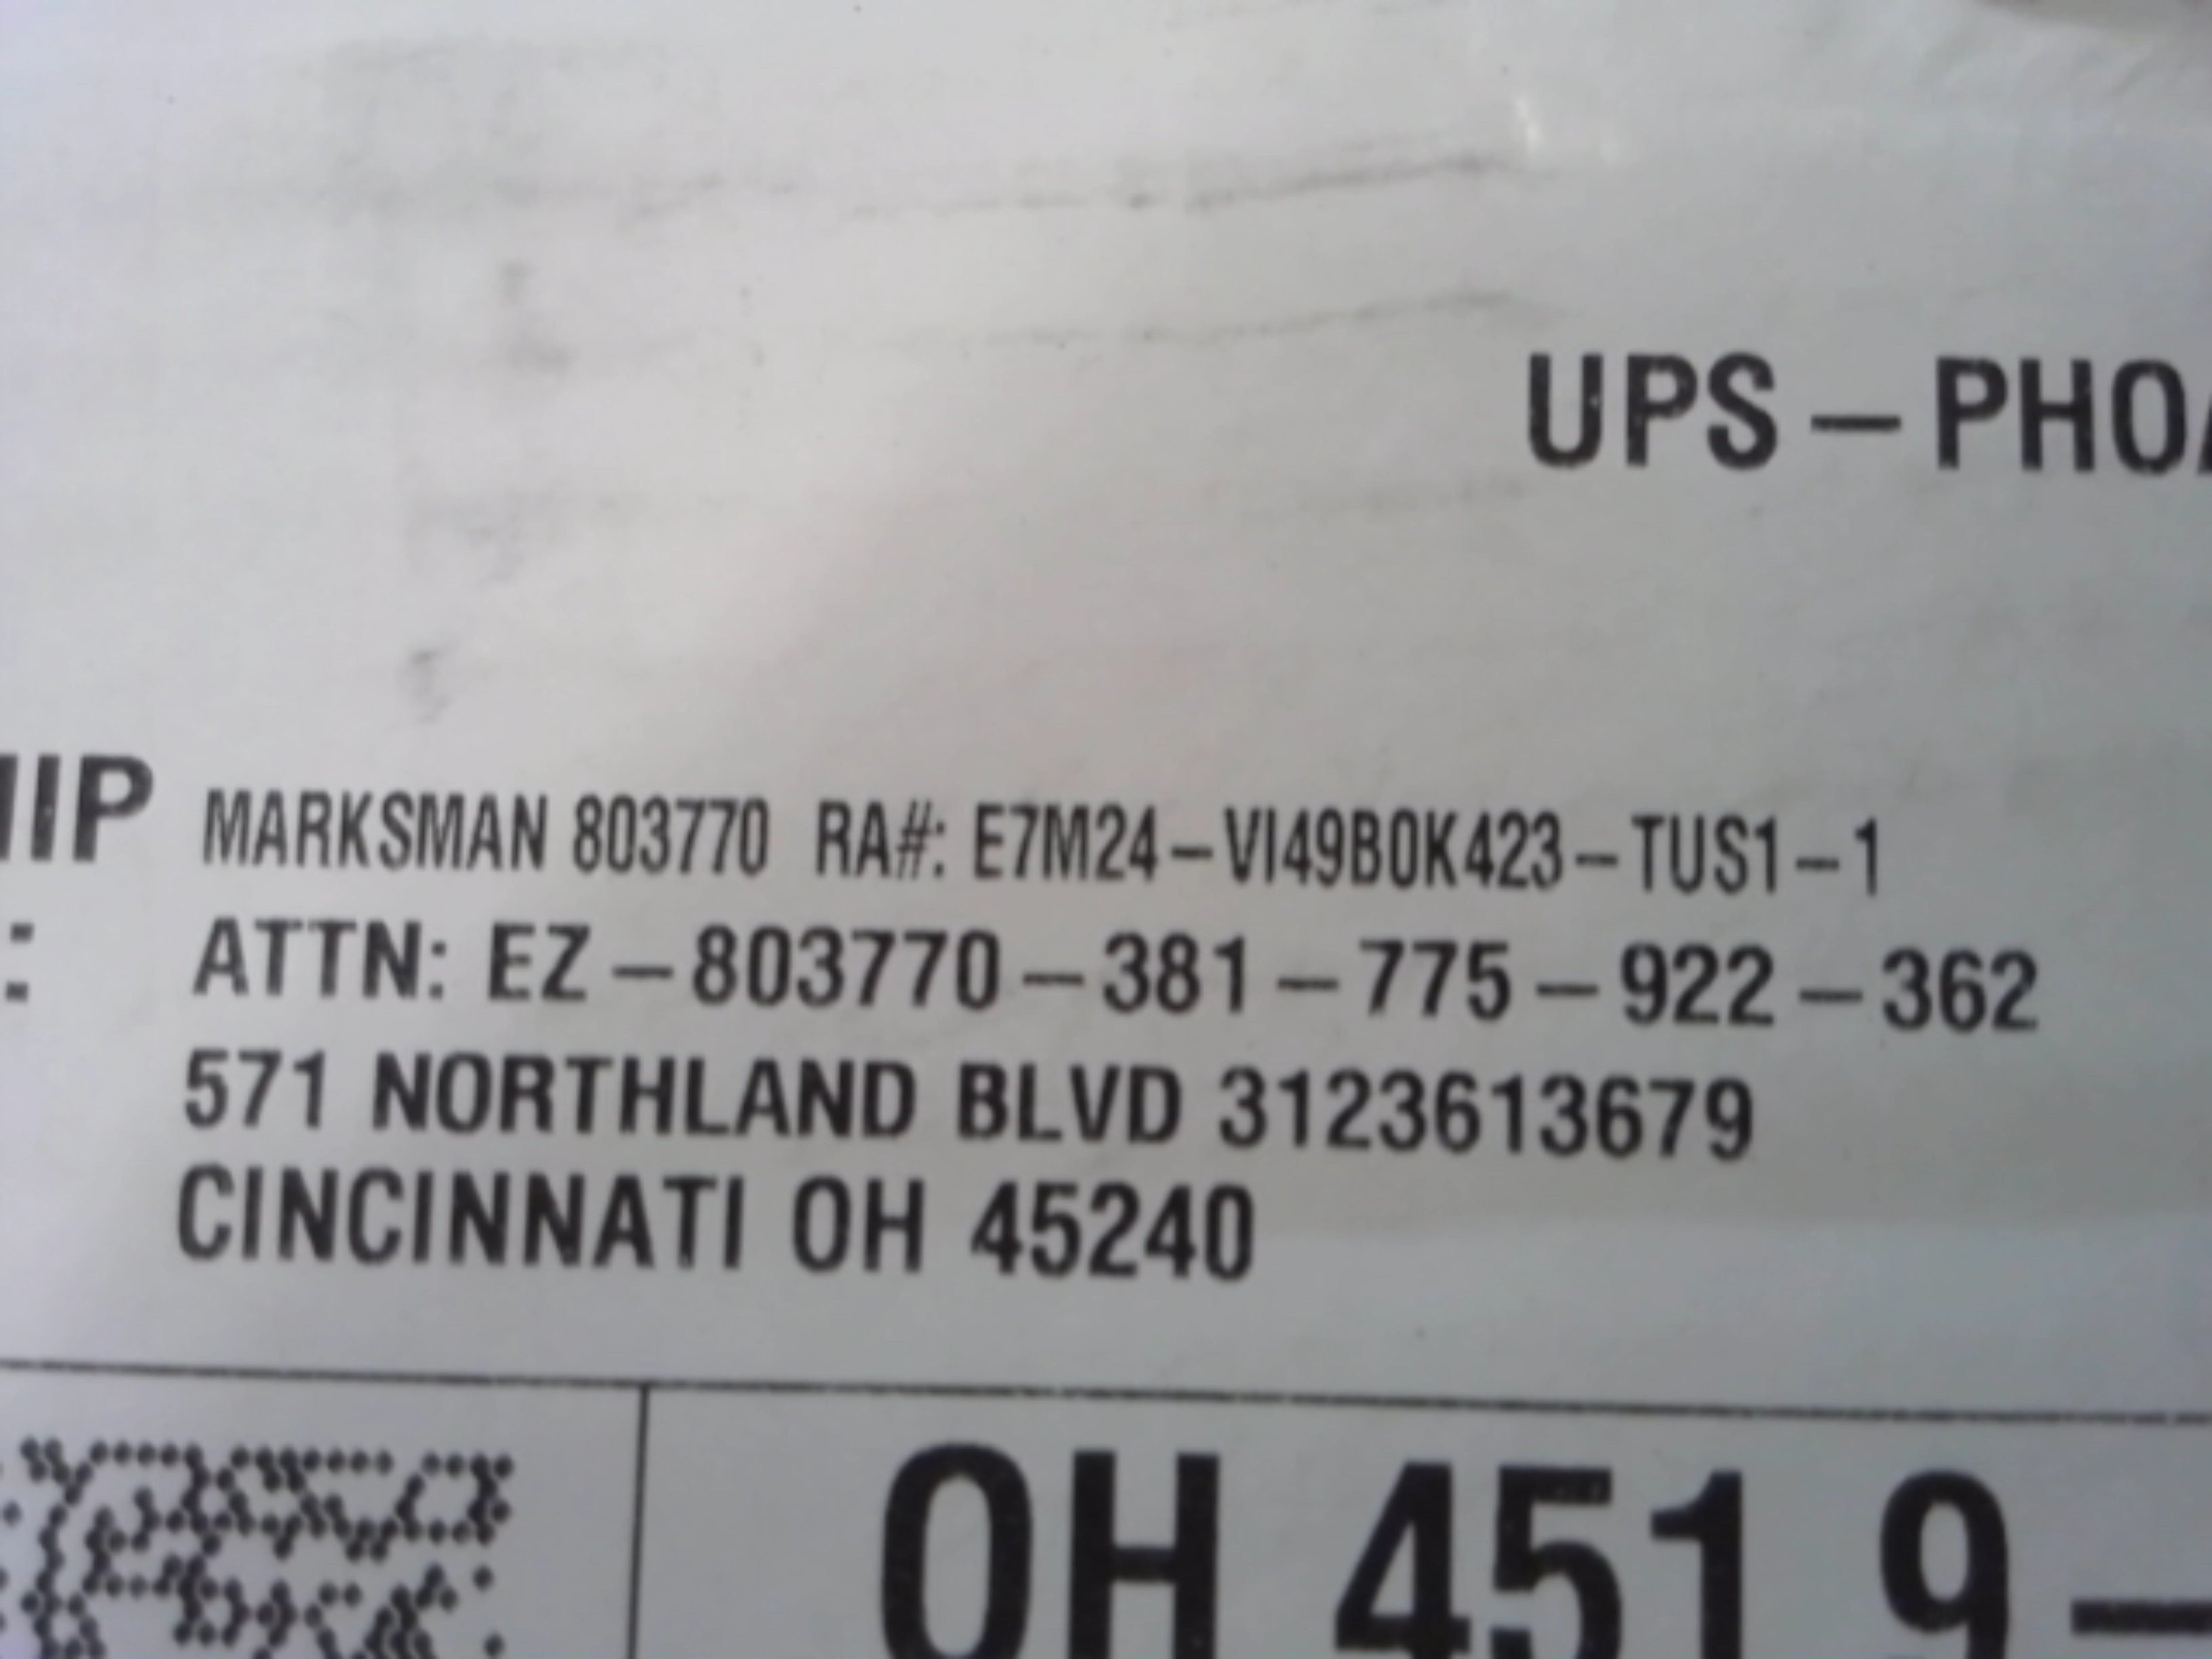 UPS – PHO
HIP MARKSMAN 803770 RA#: E7M24–VI49B0K423–TUS1–1
: ATTN: EZ–803770–381–775–922–362
571 NORTHLAND BLVD 3123613679
CINCINNATI OH 45240
OH 451 9–